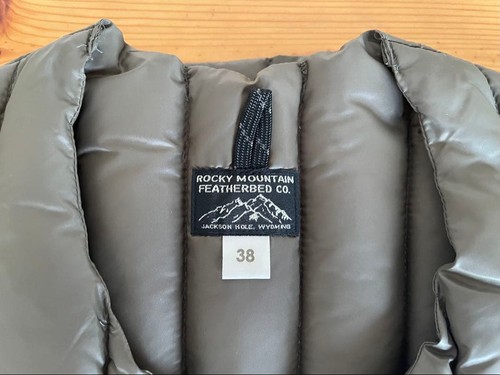 ROCKY MOUNTAIN
FEATHERBED CO.
JACKSON HOLE, WYOMING
38